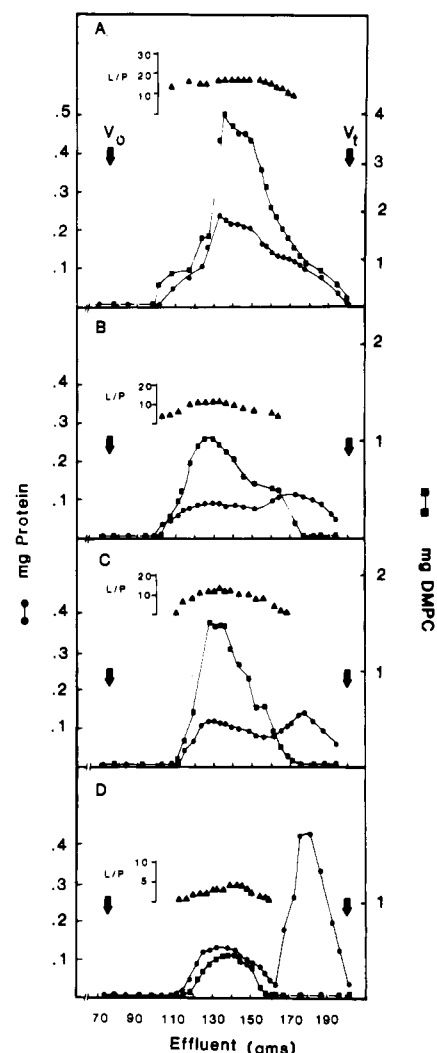 A
L/P
30
20
10
.5
.4
.3
.2
.1
V₀
Vₜ
4
3
2
1
B
L/P
20
10
.4
.3
.2
.1
2
1
C
L/P
20
10
.4
.3
.2
.1
2
1
D
L/P
10
5
.4
.3
.2
.1
1
mg Protein
mg DMPC
70 90 110 130 150 170 190
Effluent (gms)